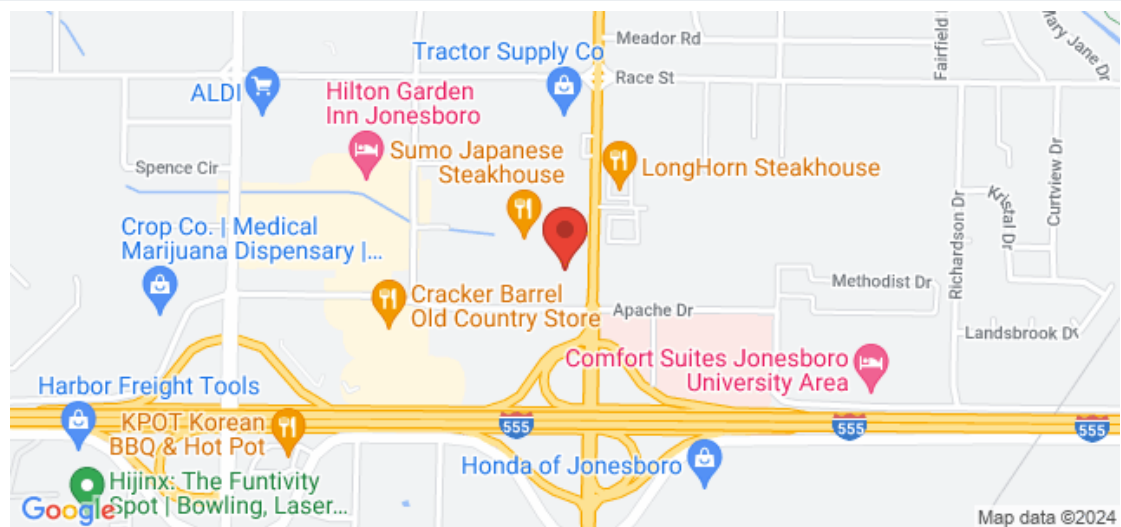 Meador Rd
Tractor Supply Co
Race St
Fairfield
Mary Jane Dr
ALDI
Hilton Garden
Inn Jonesboro
Sumo Japanese
Steakhouse
LongHorn Steakhouse
Spence Cir
Crop Co. | Medical
Marijuana Dispensary |...
Richardson Dr
Kristal Dr
Curtview Dr
Methodist Dr
Cracker Barrel
Old Country Store
Apache Dr
Landsbrook Dr
Comfort Suites Jonesboro
University Area
Harbor Freight Tools
KPOT Korean
BBQ & Hot Pot
555
555
555
Honda of Jonesboro
Hijinx: The Funtivity
Spot | Bowling, Laser...
Google
Map data ©2024